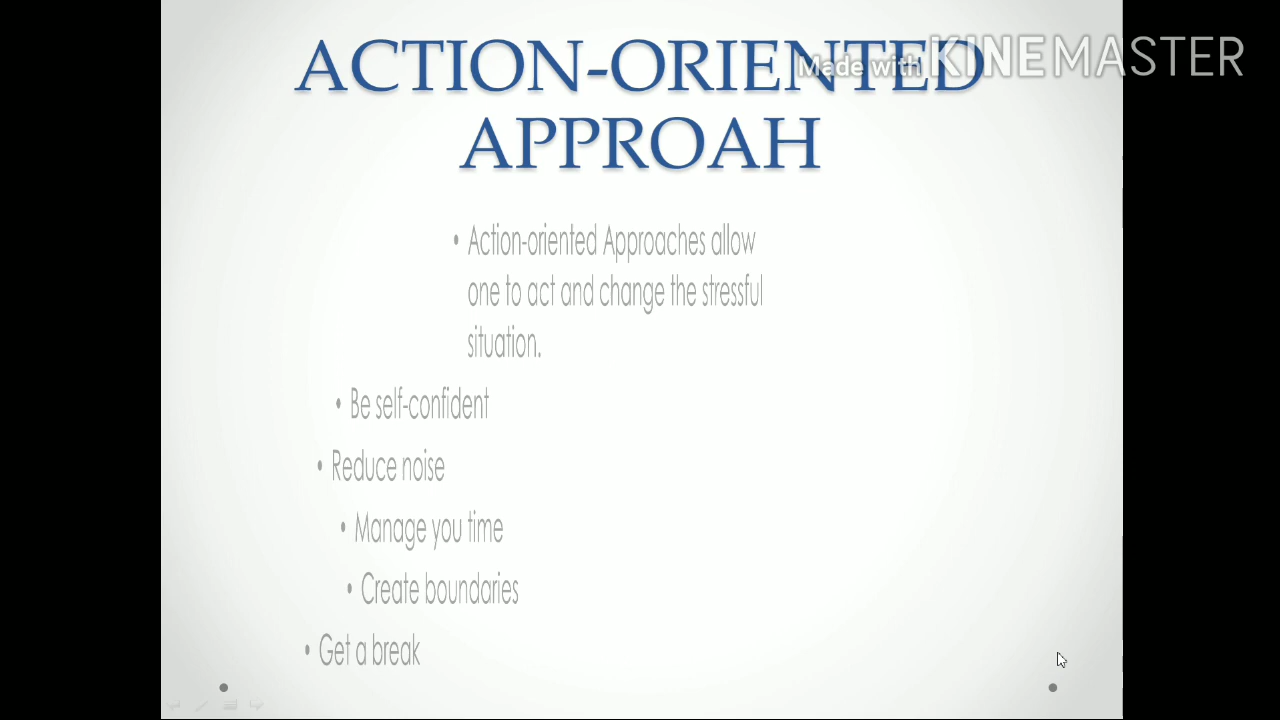 ACTION-ORIENTED
Made with KINEMASTER
APPROAH
• Action-oriented Approaches allow
one to act and change the stressful
situation.
• Be self-confident
• Reduce noise
• Manage you time
• Create boundaries
• Get a break